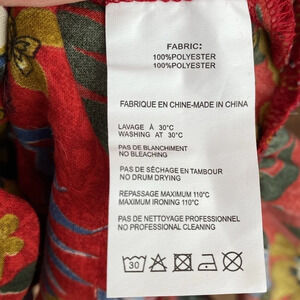 FABRIC:
100%POLYESTER
100%POLYESTER
FABRIQUE EN CHINE-MADE IN CHINA
LAVAGE À 30°C
WASHING AT 30°C
PAS DE BLANCHIMENT
NO BLEACHING
PAS DE SÉCHAGE EN TAMBOUR
NO DRUM DRYING
REPASSAGE MAXIMUM 110°C
MAXIMUM IRONING 110°C
PAS DE NETTOYAGE PROFESSIONNEL
NO PROFESSIONAL CLEANING
30